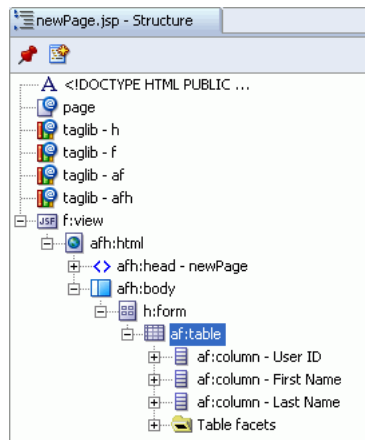 newPage.jsp - Structure
A <!DOCTYPE HTML PUBLIC ...
page
taglib - h
taglib - f
taglib - af
taglib - afh
JSF f:view
afh:html
<> afh:head - newPage
afh:body
h:form
af:table
af:column - User ID
af:column - First Name
af:column - Last Name
Table facets